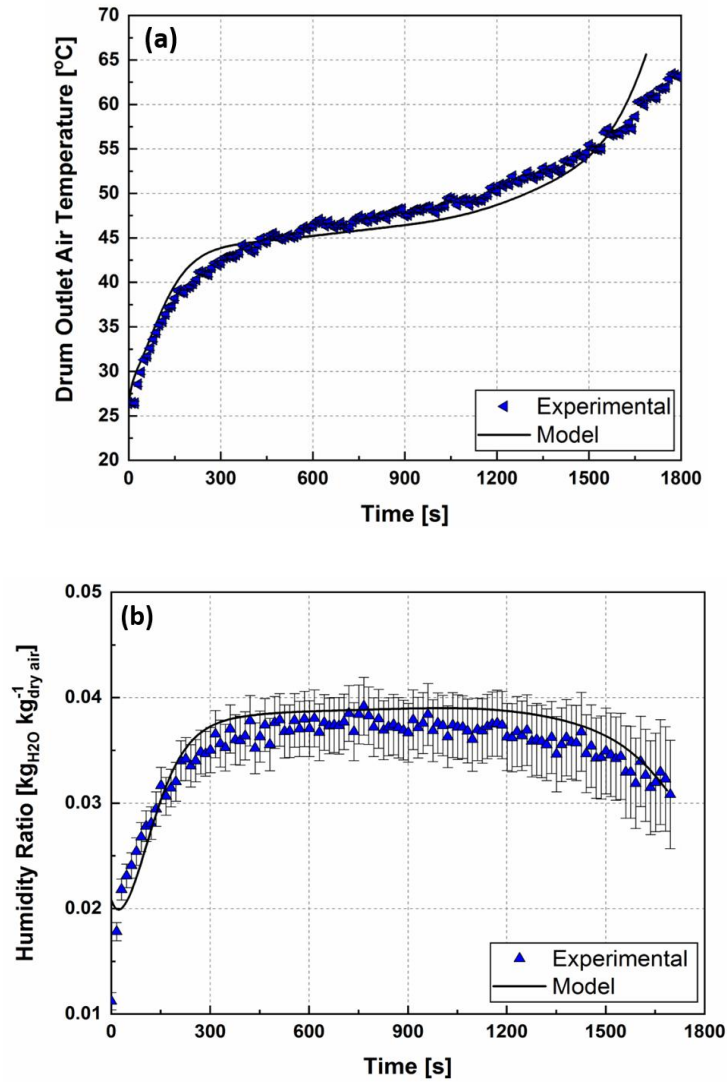 (a)
Drum Outlet Air Temperature [°C]
70
65
60
55
50
45
40
35
30
25
20
Experimental
Model
0 300 600 900 1200 1500 1800
Time [s]
(b)
Humidity Ratio [kg_H2O kg^-1_dry air]
0.05
0.04
0.03
0.02
0.01
Experimental
Model
0 300 600 900 1200 1500 1800
Time [s]